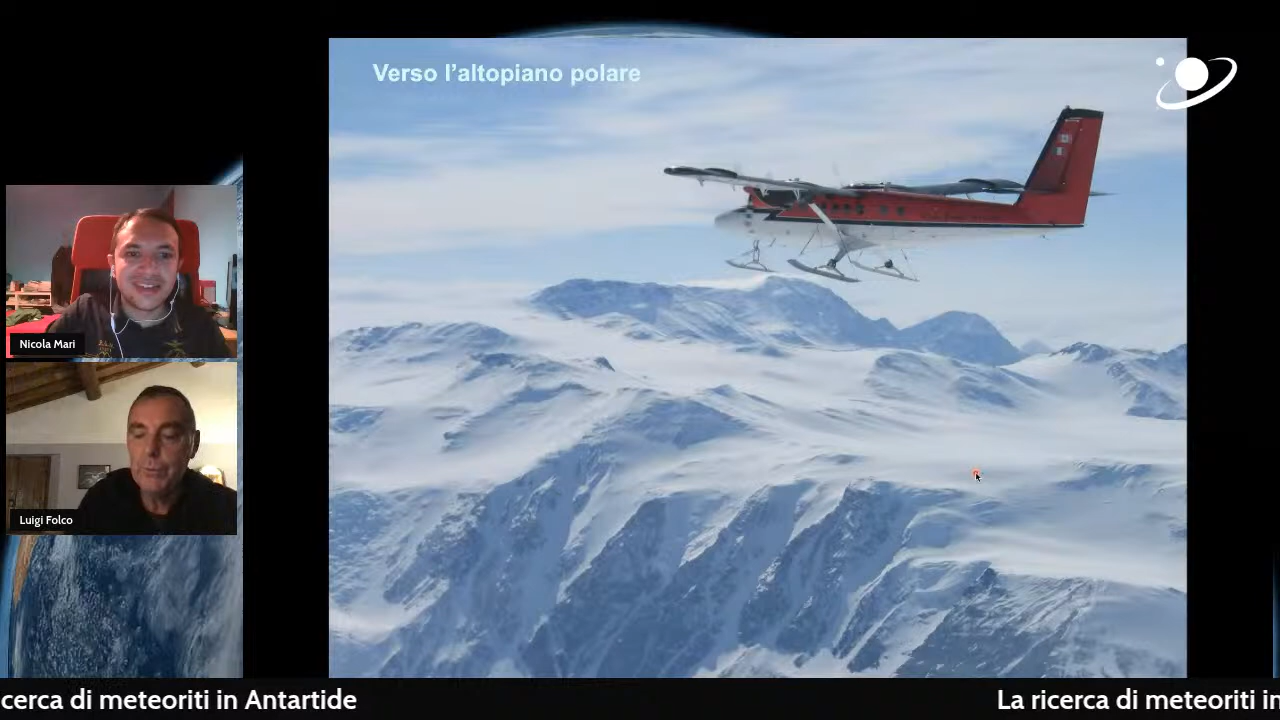 Verso l'altopiano polare
Nicola Mari
Luigi Folco
cerca di meteoriti in Antartide
La ricerca di meteoriti in